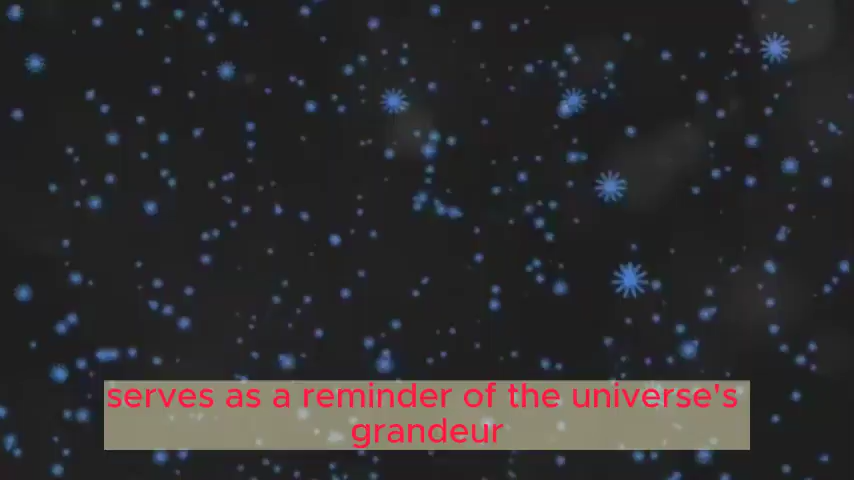 serves as a reminder of the universe's
grandeur